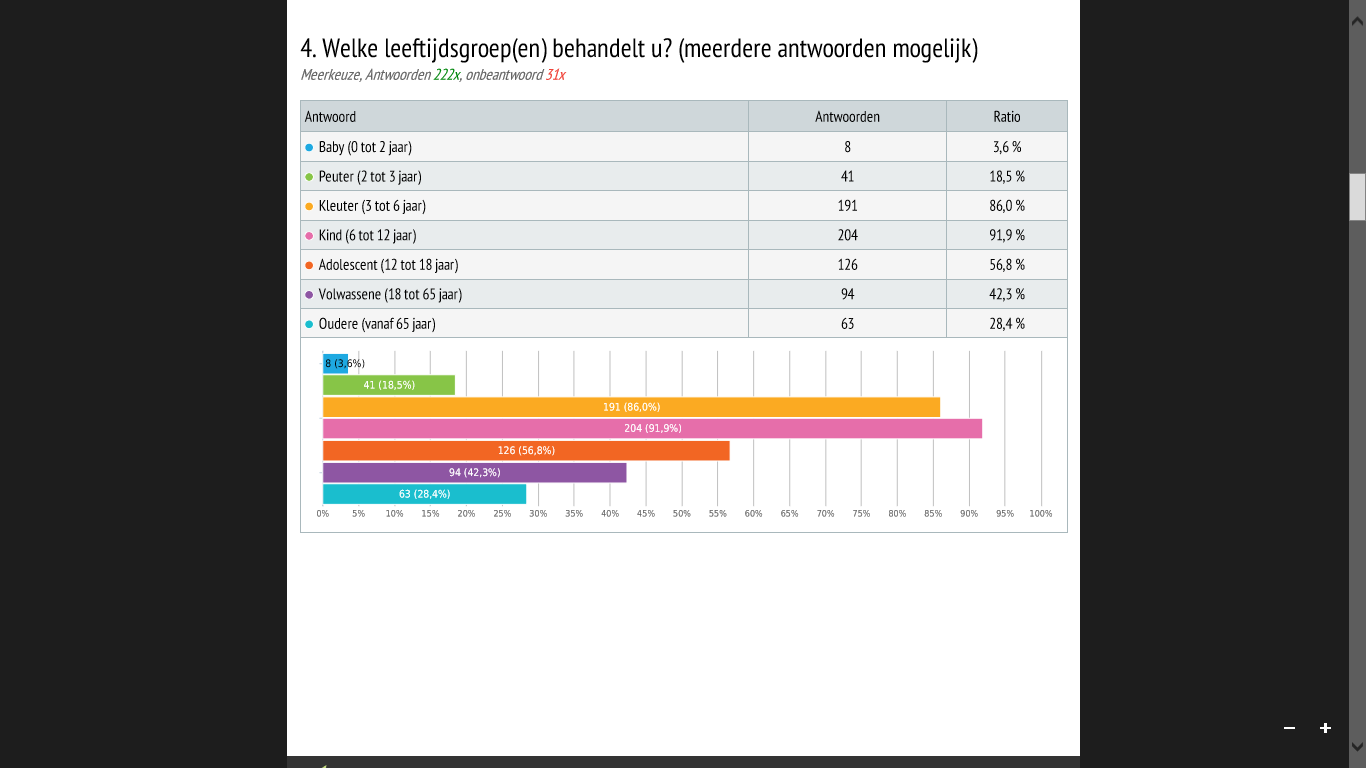 4. Welke leeftijdsgroep(en) behandelt u? (meerdere antwoorden mogelijk)
Meerkeuze, Antwoorden 222x, onbeantwoord 31x
Antwoord Antwoorden Ratio
Baby (0 tot 2 jaar) 8 3,6 %
Peuter (2 tot 3 jaar) 41 18,5 %
Kleuter (3 tot 6 jaar) 191 86,0 %
Kind (6 tot 12 jaar) 204 91,9 %
Adolescent (12 tot 18 jaar) 126 56,8 %
Volwassene (18 tot 65 jaar) 94 42,3 %
Oudere (vanaf 65 jaar) 63 28,4 %
8 (3,6%)
41 (18,5%)
191 (86,0%)
204 (91,9%)
126 (56,8%)
94 (42,3%)
63 (28,4%)
0% 5% 10% 15% 20% 25% 30% 35% 40% 45% 50% 55% 60% 65% 70% 75% 80% 85% 90% 95% 100%